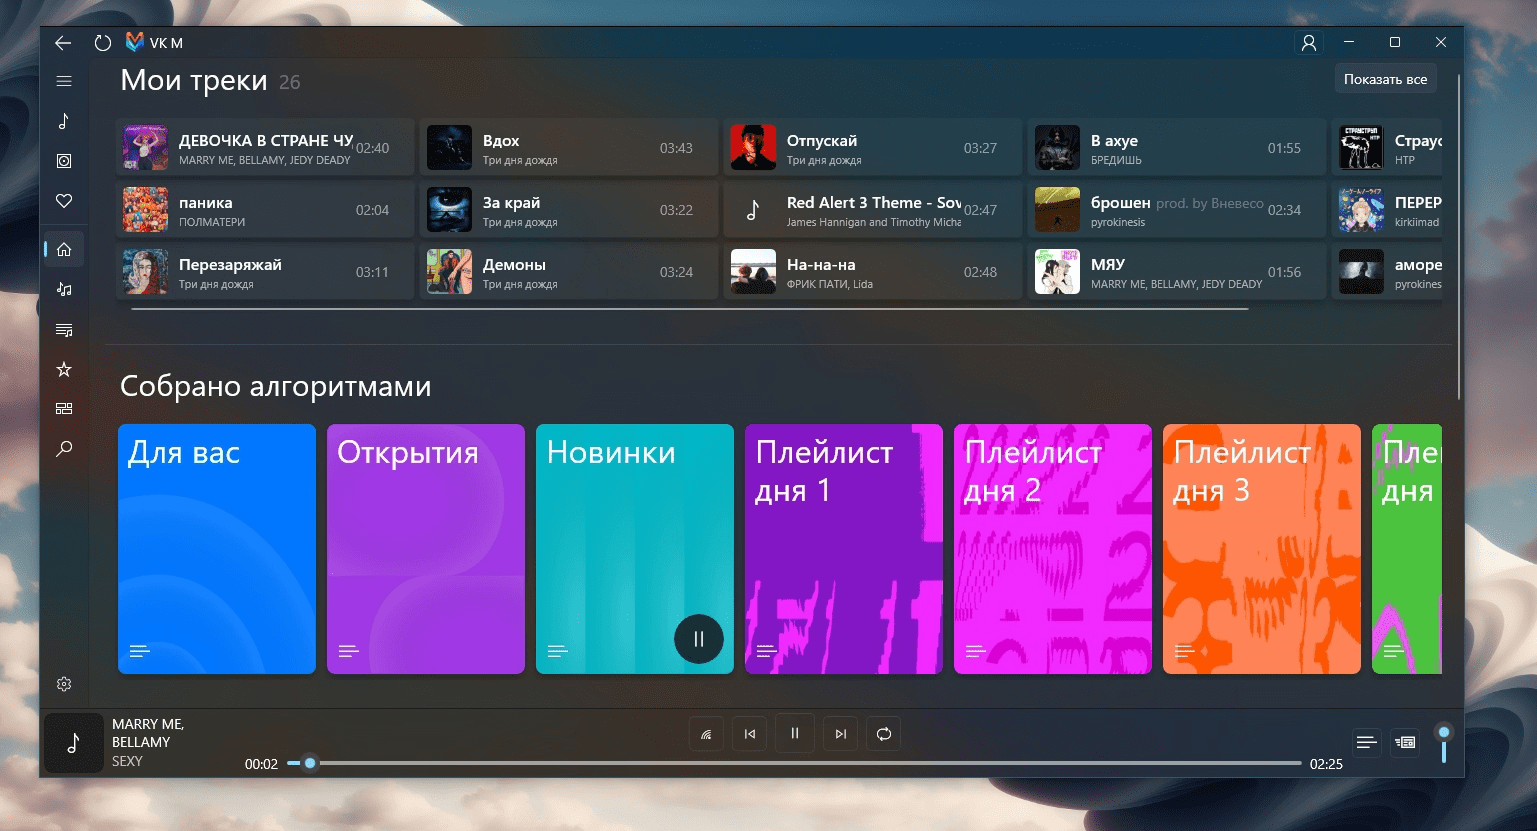 VK M
Мои треки 26
Показать все
ДЕВОЧКА В СТРАНЕ ЧУ
MARRY ME, BELLAMY, JEDY DEADY
02:40
Вдох
Три дня дождя
03:43
Отпускай
Три дня дождя
03:27
В ахуе
БРЕДИШЬ
01:55
СТРАУСТРУП
НТР
Страус
НТР
паника
ПОЛМАТЕРИ
02:04
За край
Три дня дождя
03:22
Red Alert 3 Theme - Sov
James Hannigan and Timothy Micha
02:47
брошен prod. by Вневесо
pyrokinesis
02:34
ПЕРЕР
kirkiimad
Перезаряжай
Три дня дождя
03:11
Демоны
Три дня дождя
03:24
На-на-на
ФРИК ПАТИ, Lida
02:48
МЯУ
MARRY ME, BELLAMY, JEDY DEADY
01:56
аморе
pyrokines
Собрано алгоритмами
Для вас
Открытия
Новинки
Плейлист
дня 1
Плейлист
дня 2
Плейлист
дня 3
Плей
дня
MARRY ME,
BELLAMY
SEXY
00:02
02:25